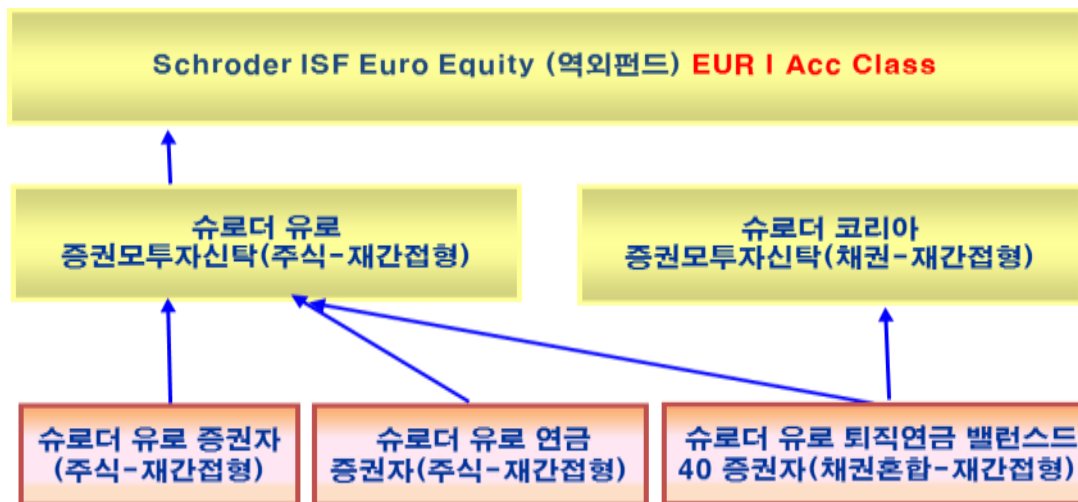 Schroder ISF Euro Equity (역외펀드) EUR I Acc Class
슈로더 유로
증권모투자신탁(주식-재간접형)
슈로더 코리아
증권모투자신탁(채권-재간접형)
슈로더 유로 증권자
(주식-재간접형)
슈로더 유로 연금
증권자(주식-재간접형)
슈로더 유로 퇴직연금 밸런스드
40 증권자(채권혼합-재간접형)